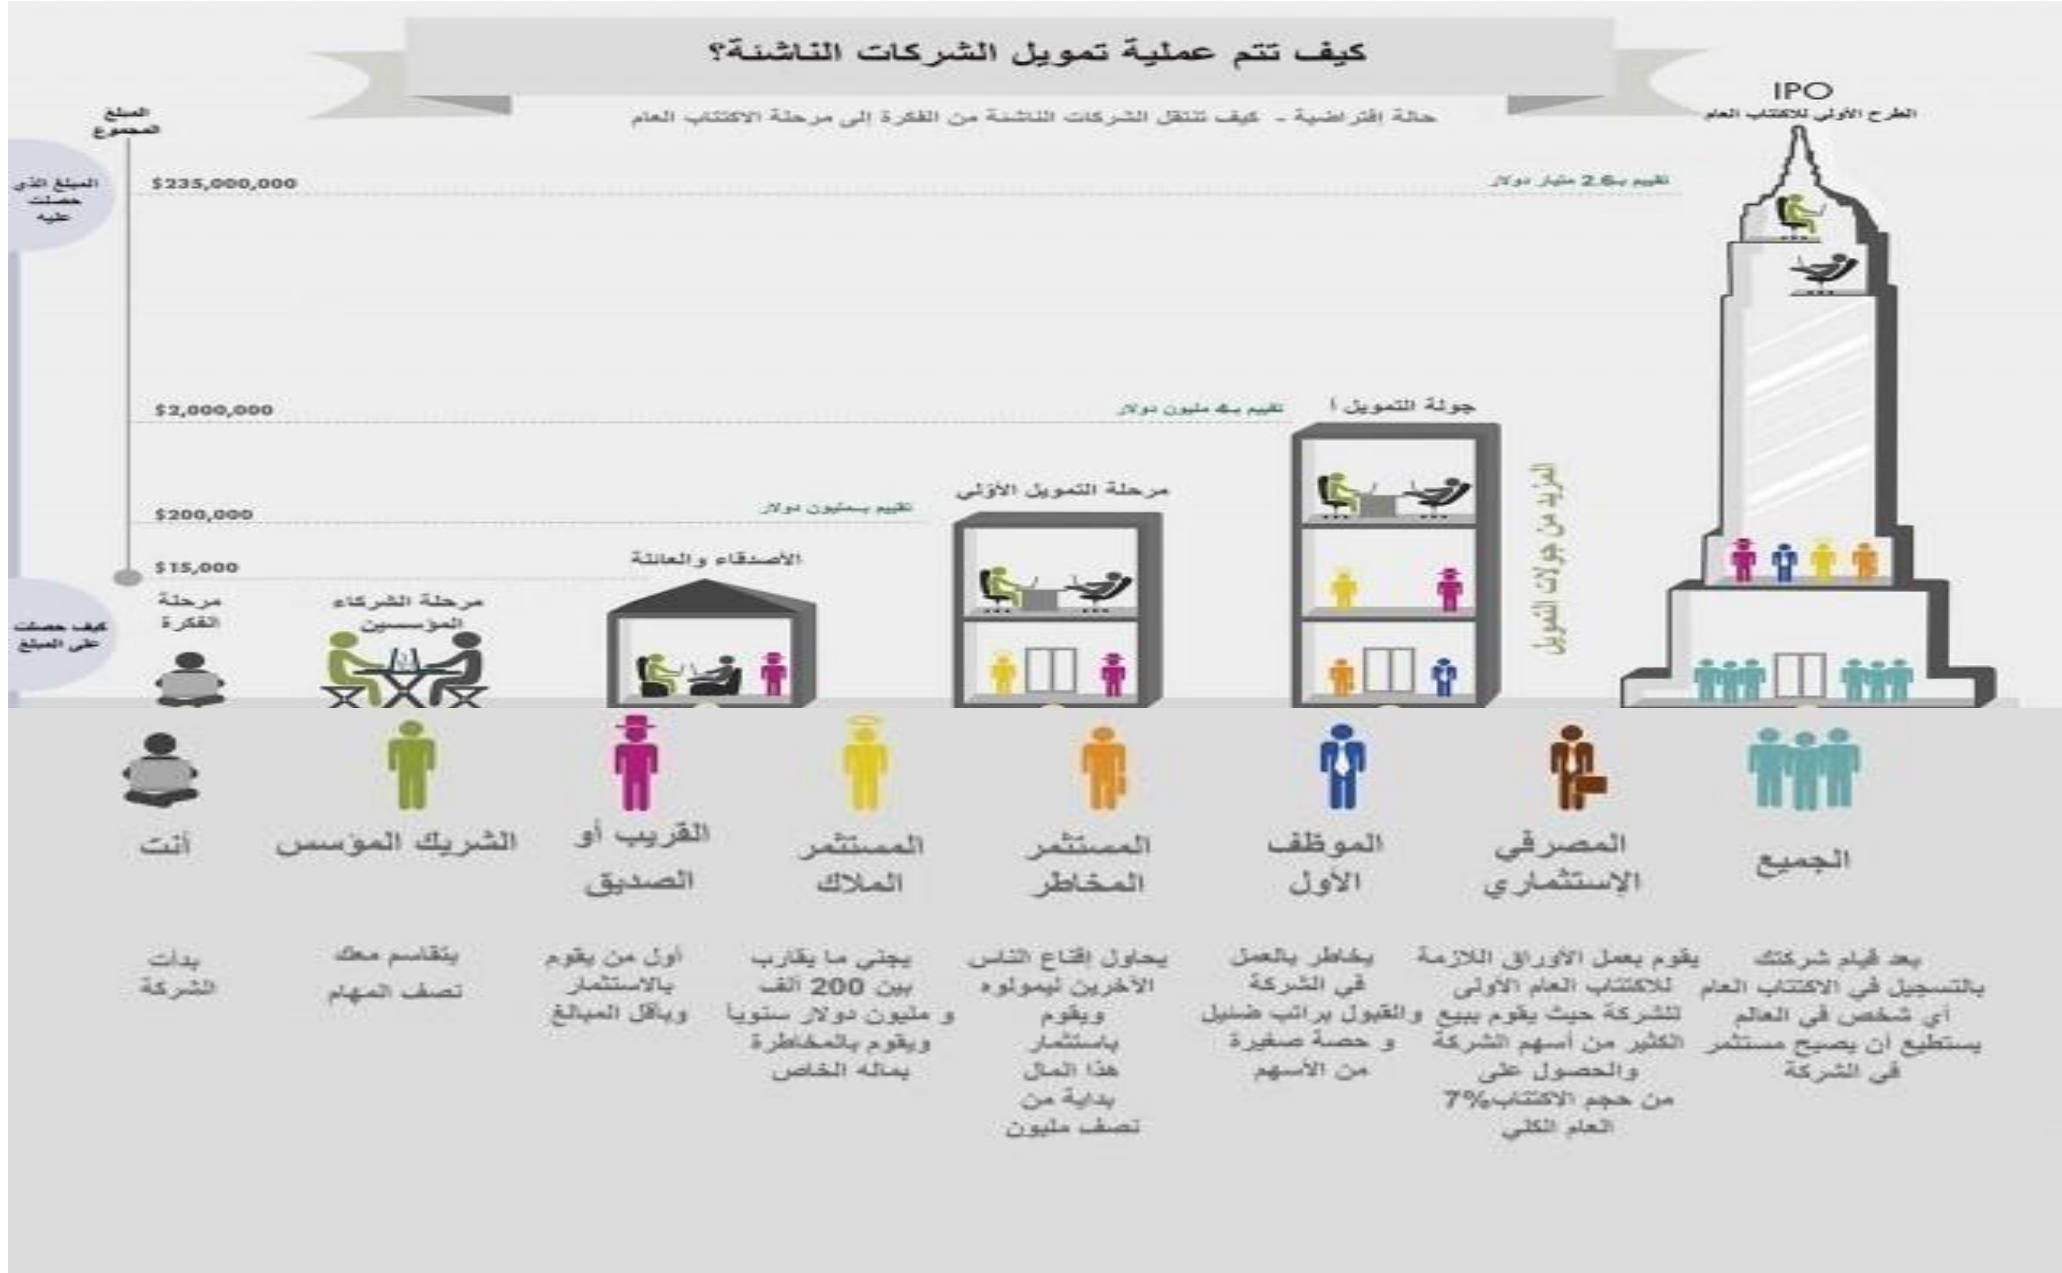 كيف تتم عملية تمويل الشركات الناشئة؟
حالة إفتراضية - كيف تنتقل الشركات الناشئة من الفكرة إلى مرحلة الاكتتاب العام
IPO
الطرح الأولي للاكتتاب العام
المبلغ
المجموع
المبلغ الذي
حصلت
عليه
$235,000,000
تقييم بـ2.6 مليار دولار
$2,000,000
تقييم بـ4 مليون دولار
جولة التمويل أ
$200,000
تقييم بـمليون دولار
مرحلة التمويل الأولي
$15,000
الأصدقاء والعائلة
المزيد من جولات التمويل
كيف حصلت
على المبلغ
مرحلة
الفكرة
مرحلة الشركاء
المؤسسين
أنت
بدأت
الشركة
الشريك المؤسس
يتقاسم معك
نصف المهام
القريب أو
الصديق
أول من يقوم
بالاستثمار
وبأقل المبالغ
المستثمر
الملاك
يجني ما يقارب
بين 200 ألف
و مليون دولار سنوياً
ويقوم بالمخاطرة
بماله الخاص
المستثمر
المخاطر
يحاول إقناع الناس
الآخرين ليمولوه
ويقوم
باستثمار
هذا المال
بداية من
نصف مليون
الموظف
الأول
يخاطر بالعمل
في الشركة
والقبول براتب ضئيل
و حصة صغيرة
من الأسهم
المصرفي
الإستثماري
يقوم بعمل الأوراق اللازمة
للاكتتاب العام الأولى
للشركة حيث يقوم ببيع
الكثير من أسهم الشركة
والحصول على
من حجم الاكتتاب7%
العام الكلي
الجميع
بعد قيام شركتك
بالتسجيل في الاكتتاب العام
أي شخص في العالم
يستطيع أن يصبح مستثمر
في الشركة